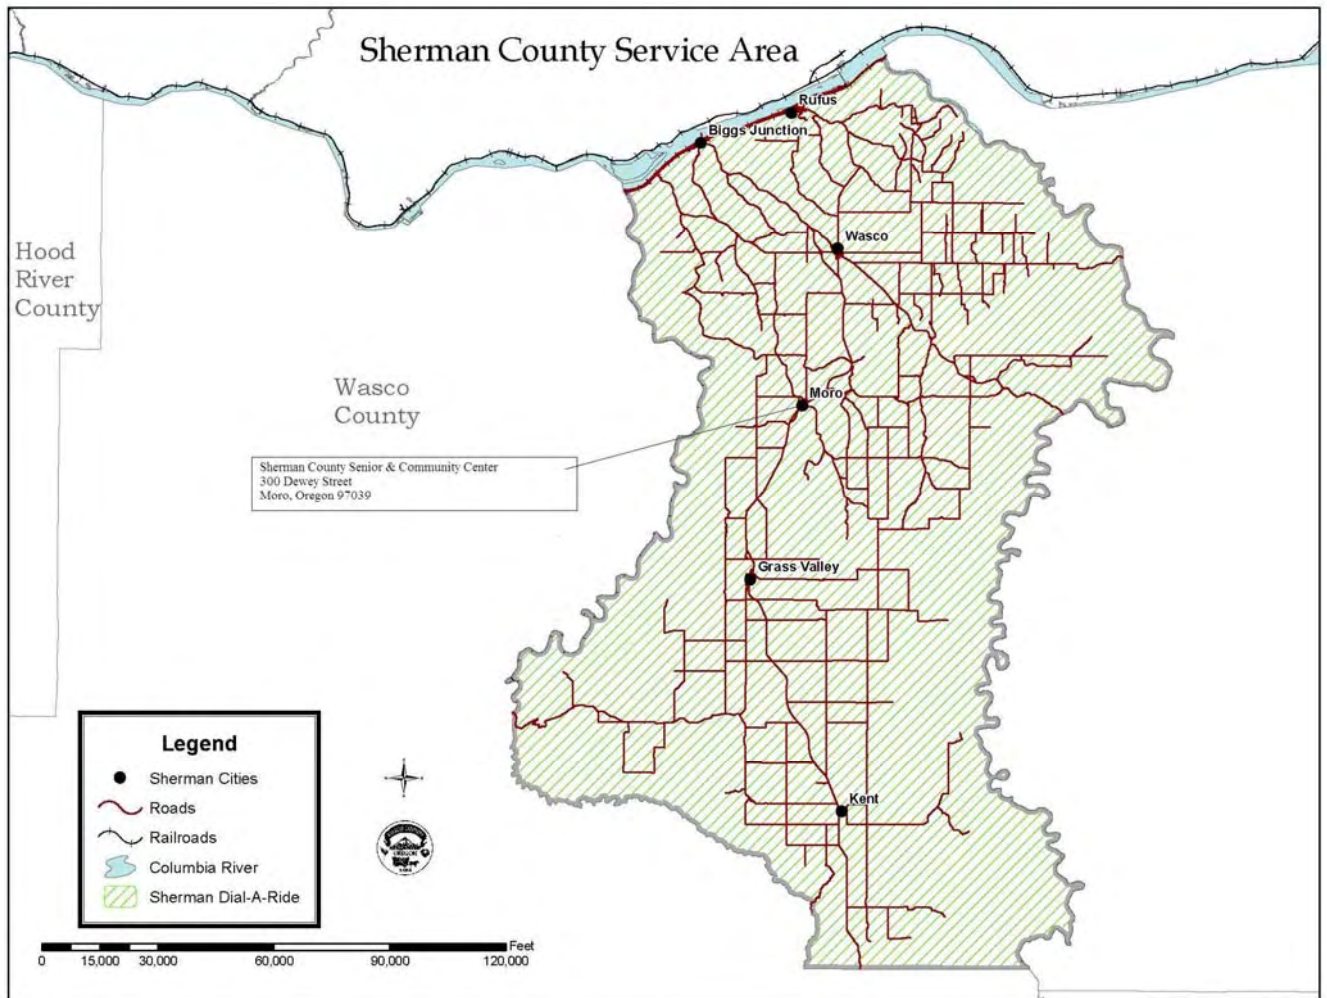 Sherman County Service Area
Rufus
Biggs Junction
Wasco
Hood
River
County
Wasco
County
Moro
Sherman County Senior & Community Center
300 Dewey Street
Moro, Oregon 97039
Grass Valley
Kent
Legend
Sherman Cities
Roads
Railroads
Columbia River
Sherman Dial-A-Ride
OREGON
Feet
0 15,000 30,000 60,000 90,000 120,000